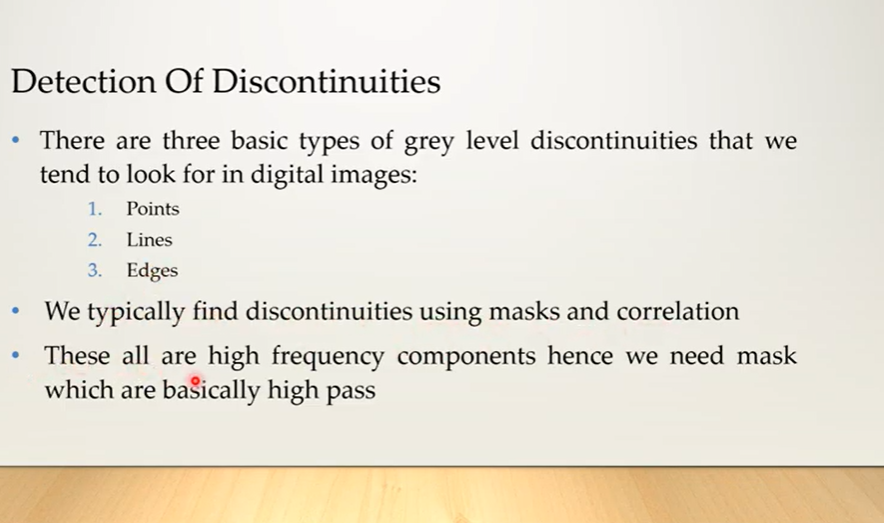 Detection Of Discontinuities
• There are three basic types of grey level discontinuities that we
tend to look for in digital images:
1. Points
2. Lines
3. Edges
• We typically find discontinuities using masks and correlation
• These all are high frequency components hence we need mask
which are basically high pass